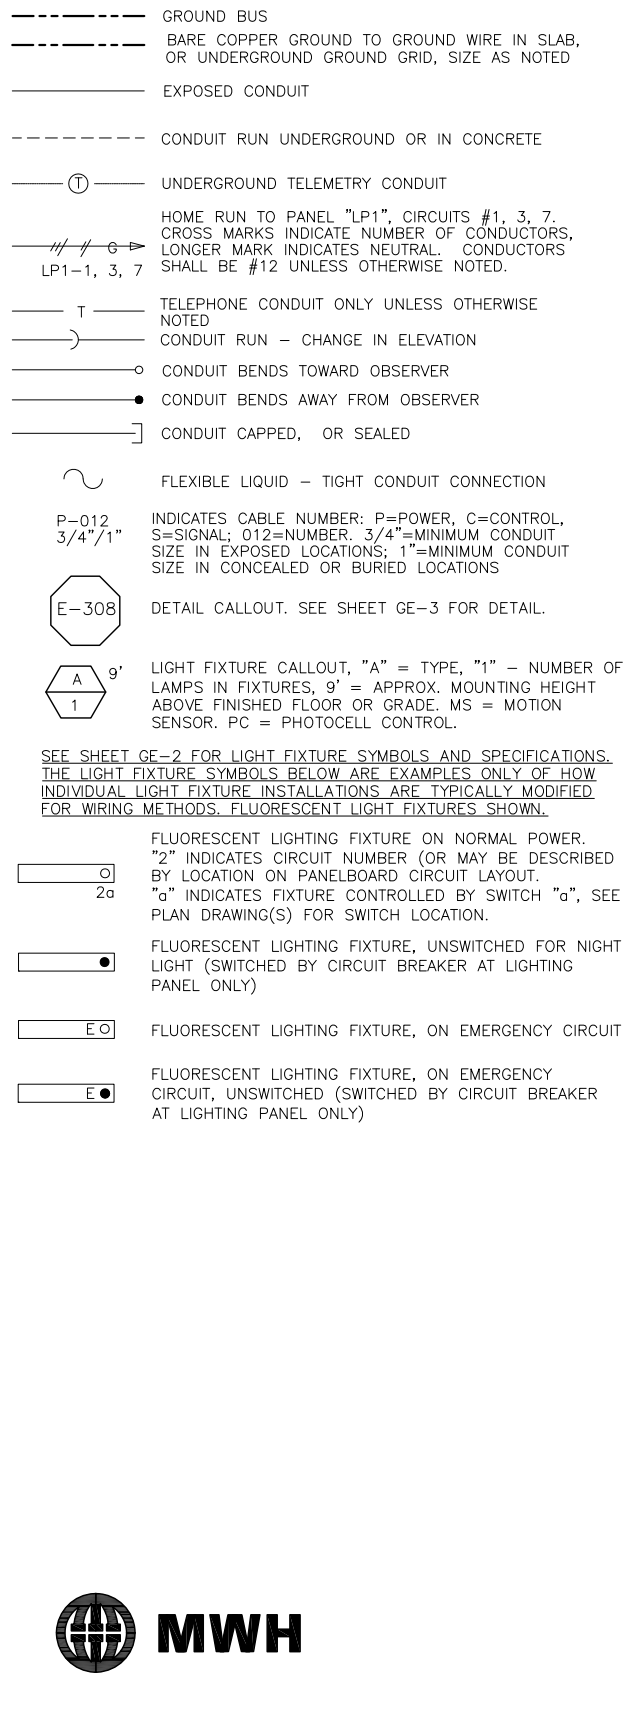 GROUND BUS
BARE COPPER GROUND TO GROUND WIRE IN SLAB,
OR UNDERGROUND GROUND GRID, SIZE AS NOTED
EXPOSED CONDUIT
CONDUIT RUN UNDERGROUND OR IN CONCRETE
T
UNDERGROUND TELEMETRY CONDUIT
HOME RUN TO PANEL "LP1", CIRCUITS #1, 3, 7.
CROSS MARKS INDICATE NUMBER OF CONDUCTORS,
G
LONGER MARK INDICATES NEUTRAL. CONDUCTORS
LP1-1, 3, 7
SHALL BE #12 UNLESS OTHERWISE NOTED.
T
TELEPHONE CONDUIT ONLY UNLESS OTHERWISE
NOTED
CONDUIT RUN - CHANGE IN ELEVATION
CONDUIT BENDS TOWARD OBSERVER
CONDUIT BENDS AWAY FROM OBSERVER
CONDUIT CAPPED, OR SEALED
FLEXIBLE LIQUID - TIGHT CONDUIT CONNECTION
P-012
3/4"/1"
INDICATES CABLE NUMBER: P=POWER, C=CONTROL,
S=SIGNAL; 012=NUMBER. 3/4"=MINIMUM CONDUIT
SIZE IN EXPOSED LOCATIONS; 1"=MINIMUM CONDUIT
SIZE IN CONCEALED OR BURIED LOCATIONS
E-308
DETAIL CALLOUT. SEE SHEET GE-3 FOR DETAIL.
A
1
9'
LIGHT FIXTURE CALLOUT, "A" = TYPE, "1" - NUMBER OF
LAMPS IN FIXTURES, 9' = APPROX. MOUNTING HEIGHT
ABOVE FINISHED FLOOR OR GRADE. MS = MOTION
SENSOR. PC = PHOTOCELL CONTROL.
SEE SHEET GE-2 FOR LIGHT FIXTURE SYMBOLS AND SPECIFICATIONS.
THE LIGHT FIXTURE SYMBOLS BELOW ARE EXAMPLES ONLY OF HOW
INDIVIDUAL LIGHT FIXTURE INSTALLATIONS ARE TYPICALLY MODIFIED
FOR WIRING METHODS. FLUORESCENT LIGHT FIXTURES SHOWN.
2a
FLUORESCENT LIGHTING FIXTURE ON NORMAL POWER.
"2" INDICATES CIRCUIT NUMBER (OR MAY BE DESCRIBED
BY LOCATION ON PANELBOARD CIRCUIT LAYOUT.
"a" INDICATES FIXTURE CONTROLLED BY SWITCH "a", SEE
PLAN DRAWING(S) FOR SWITCH LOCATION.
FLUORESCENT LIGHTING FIXTURE, UNSWITCHED FOR NIGHT
LIGHT (SWITCHED BY CIRCUIT BREAKER AT LIGHTING
PANEL ONLY)
E
FLUORESCENT LIGHTING FIXTURE, ON EMERGENCY CIRCUIT
E
FLUORESCENT LIGHTING FIXTURE, ON EMERGENCY
CIRCUIT, UNSWITCHED (SWITCHED BY CIRCUIT BREAKER
AT LIGHTING PANEL ONLY)
MWH